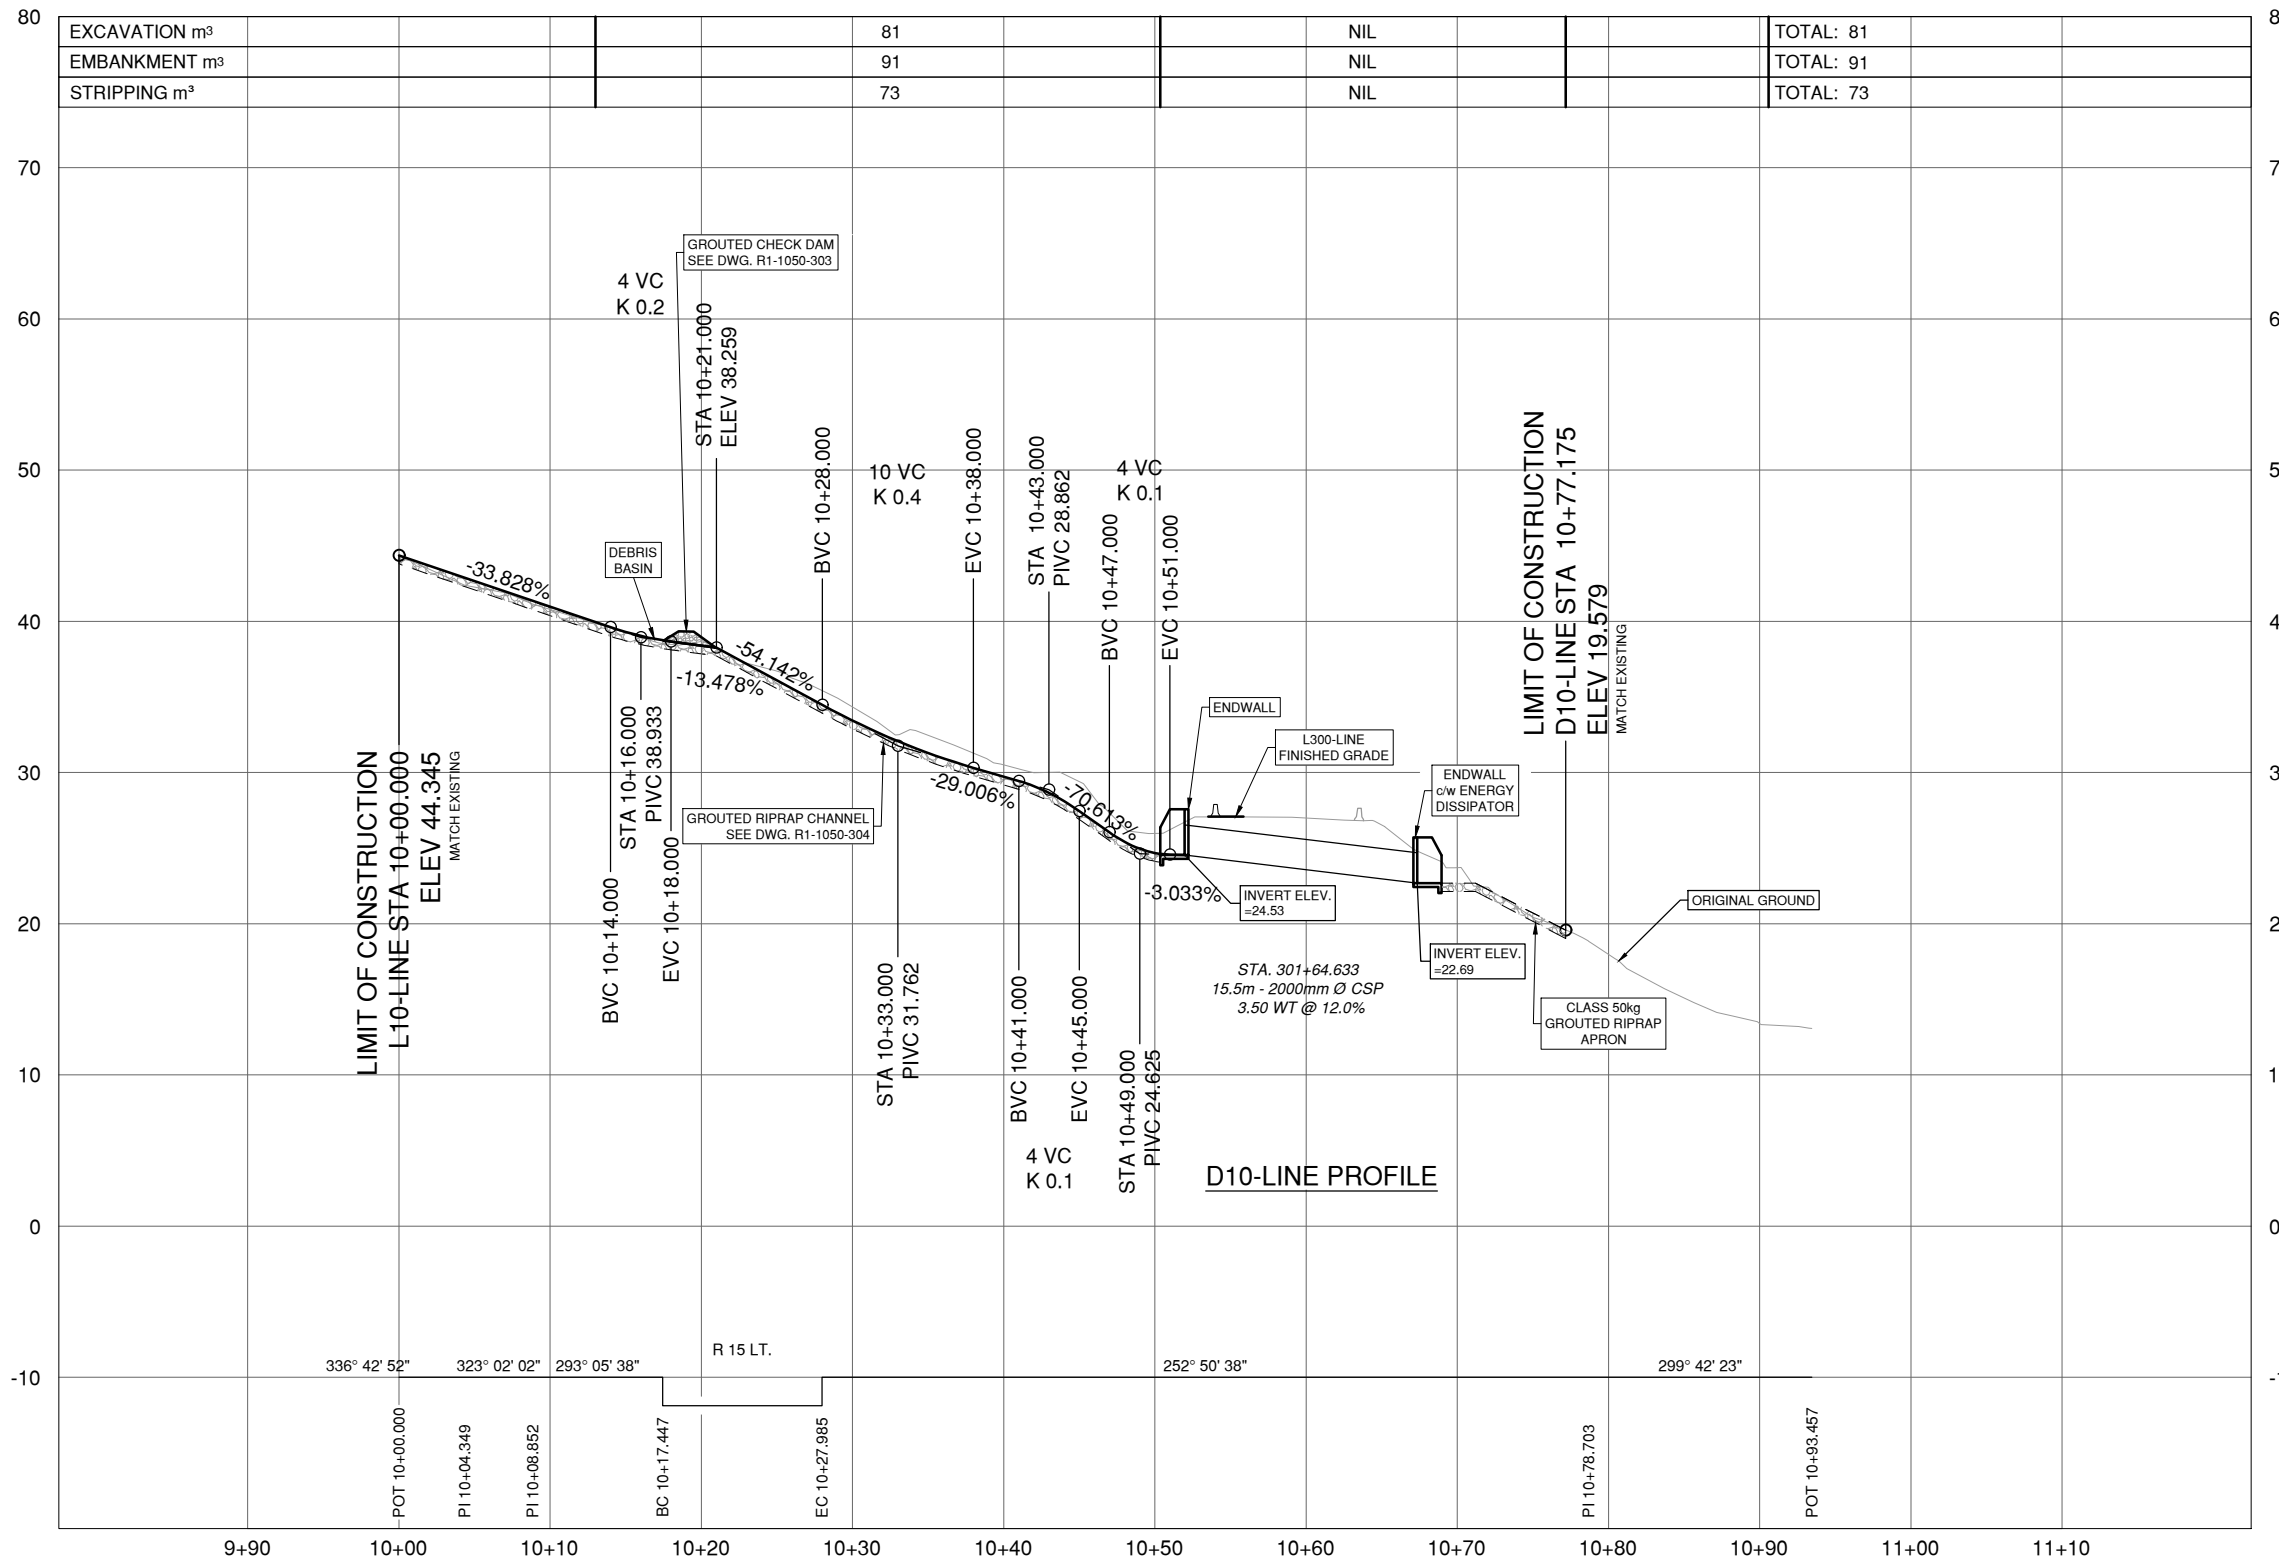 80
EXCAVATION m³ 81 NIL TOTAL: 81
EMBANKMENT m³ 91 NIL TOTAL: 91
STRIPPING m³ 73 NIL TOTAL: 73
70
60
50
40
30
20
10
0
-10
8
7
6
5
4
3
2
1
0
-1
GROUTED CHECK DAM
SEE DWG. R1-1050-303
4 VC
K 0.2
STA 10+21.000
ELEV 38.259
BVC 10+28.000
10 VC
K 0.4
EVC 10+38.000
STA 10+43.000
PIVC 28.862
4 VC
K 0.1
BVC 10+47.000
EVC 10+51.000
LIMIT OF CONSTRUCTION
D10-LINE STA 10+77.175
ELEV 19.579
MATCH EXISTING
-33.828%
DEBRIS
BASIN
-54.142%
-13.478%
-29.006%
-70.613%
-3.033%
ENDWALL
L300-LINE
FINISHED GRADE
ENDWALL
c/w ENERGY
DISSIPATOR
GROUTED RIPRAP CHANNEL
SEE DWG. R1-1050-304
LIMIT OF CONSTRUCTION
L10-LINE STA 10+00.000
ELEV 44.345
MATCH EXISTING
BVC 10+14.000
STA 10+16.000
PIVC 38.933
EVC 10+18.000
STA 10+33.000
PIVC 31.762
BVC 10+41.000
EVC 10+45.000
4 VC
K 0.1
STA 10+49.000
PIVC 24.625
INVERT ELEV.
=24.53
INVERT ELEV.
=22.69
ORIGINAL GROUND
STA. 301+64.633
15.5m - 2000mm Ø CSP
3.50 WT @ 12.0%
CLASS 50kg
GROUTED RIPRAP
APRON
D10-LINE PROFILE
R 15 LT.
336° 42' 52" 323° 02' 02" 293° 05' 38" 252° 50' 38" 299° 42' 23"
POT 10+00.000
PI 10+04.349
PI 10+08.852
BC 10+17.447
EC 10+27.985
PI 10+78.703
POT 10+93.457
9+90 10+00 10+10 10+20 10+30 10+40 10+50 10+60 10+70 10+80 10+90 11+00 11+10